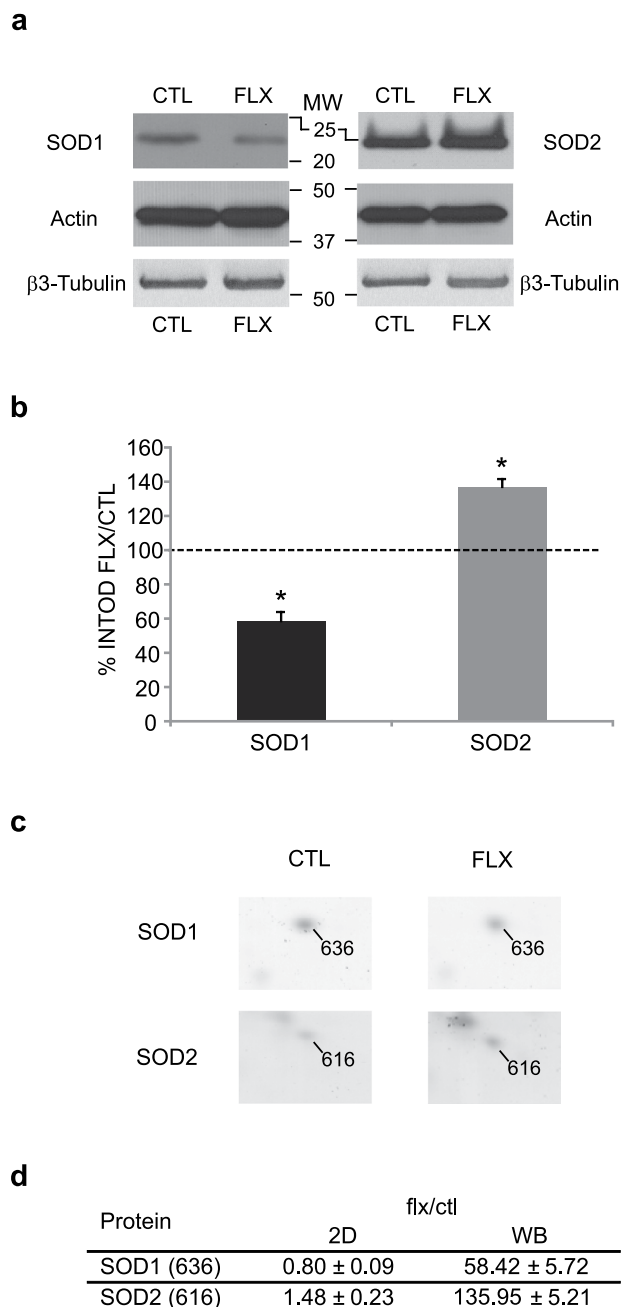 a
CTL FLX MW CTL FLX
SOD1 25 SOD2
20
Actin 50 Actin
37
β3-Tubulin β3-Tubulin
50
CTL FLX CTL FLX
b
% INTOD FLX/CTL
160
140
120
100
80
60
40
20
0
*
*
SOD1 SOD2
c
CTL FLX
SOD1 636 636
SOD2 616 616
d
Protein flx/ctl
2D WB
SOD1 (636) 0.80 ± 0.09 58.42 ± 5.72
SOD2 (616) 1.48 ± 0.23 135.95 ± 5.21